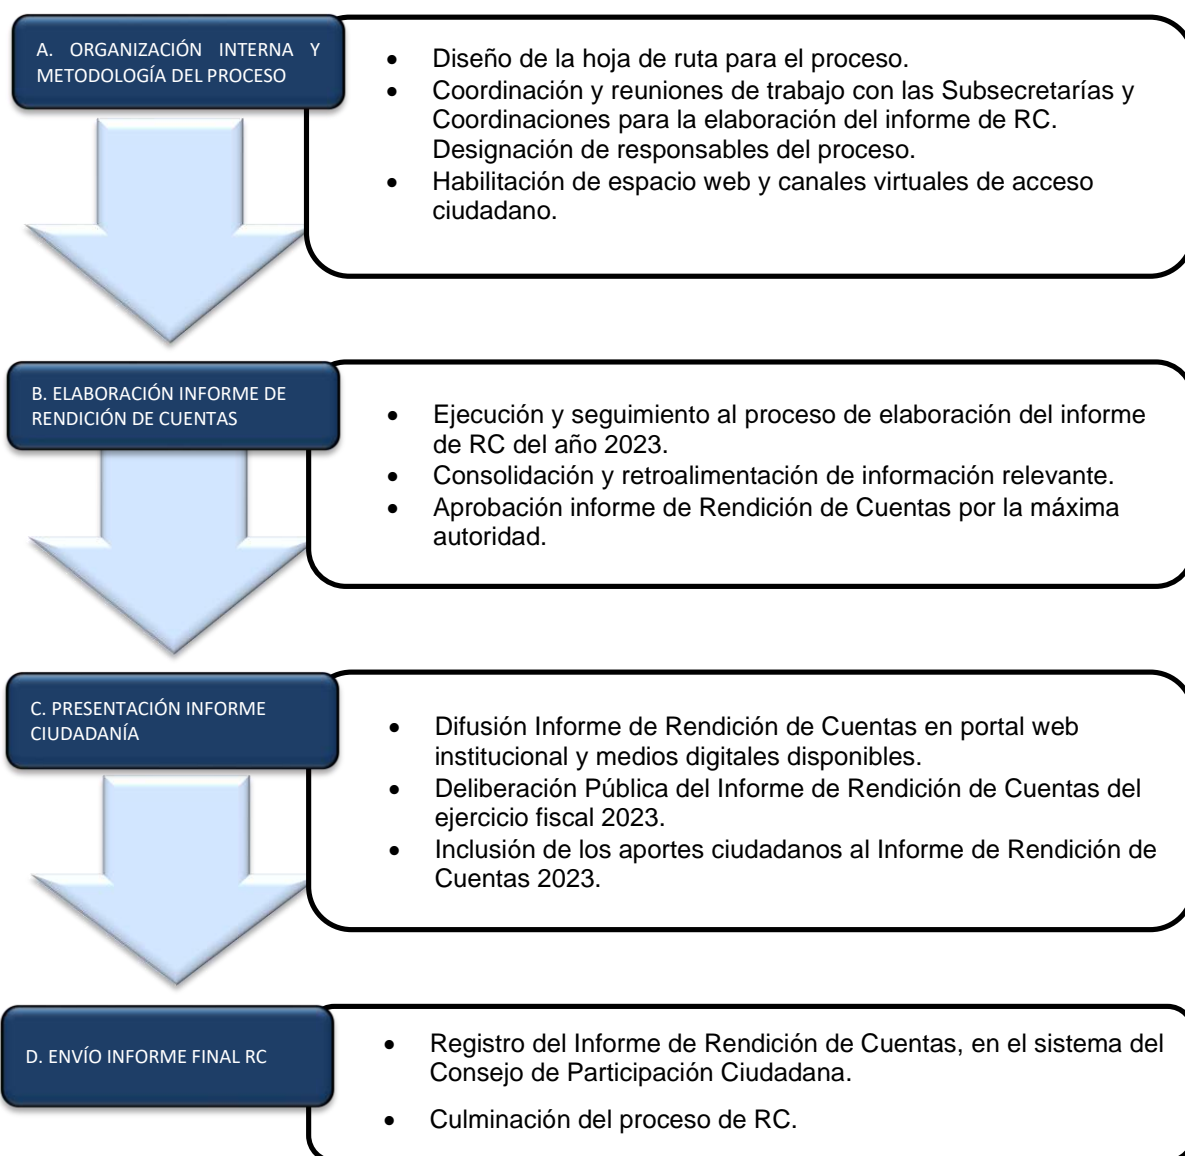 A. ORGANIZACIÓN INTERNA Y
METODOLOGÍA DEL PROCESO
• Diseño de la hoja de ruta para el proceso.
• Coordinación y reuniones de trabajo con las Subsecretarías y
Coordinaciones para la elaboración del informe de RC.
Designación de responsables del proceso.
• Habilitación de espacio web y canales virtuales de acceso
ciudadano.
B. ELABORACIÓN INFORME DE
RENDICIÓN DE CUENTAS
• Ejecución y seguimiento al proceso de elaboración del informe
de RC del año 2023.
• Consolidación y retroalimentación de información relevante.
• Aprobación informe de Rendición de Cuentas por la máxima
autoridad.
C. PRESENTACIÓN INFORME
CIUDADANÍA
• Difusión Informe de Rendición de Cuentas en portal web
institucional y medios digitales disponibles.
• Deliberación Pública del Informe de Rendición de Cuentas del
ejercicio fiscal 2023.
• Inclusión de los aportes ciudadanos al Informe de Rendición de
Cuentas 2023.
D. ENVÍO INFORME FINAL RC
• Registro del Informe de Rendición de Cuentas, en el sistema del
Consejo de Participación Ciudadana.
• Culminación del proceso de RC.